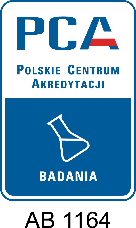 PCA
POLSKIE CENTRUM
AKREDYTACJI
BADANIA
AB 1164